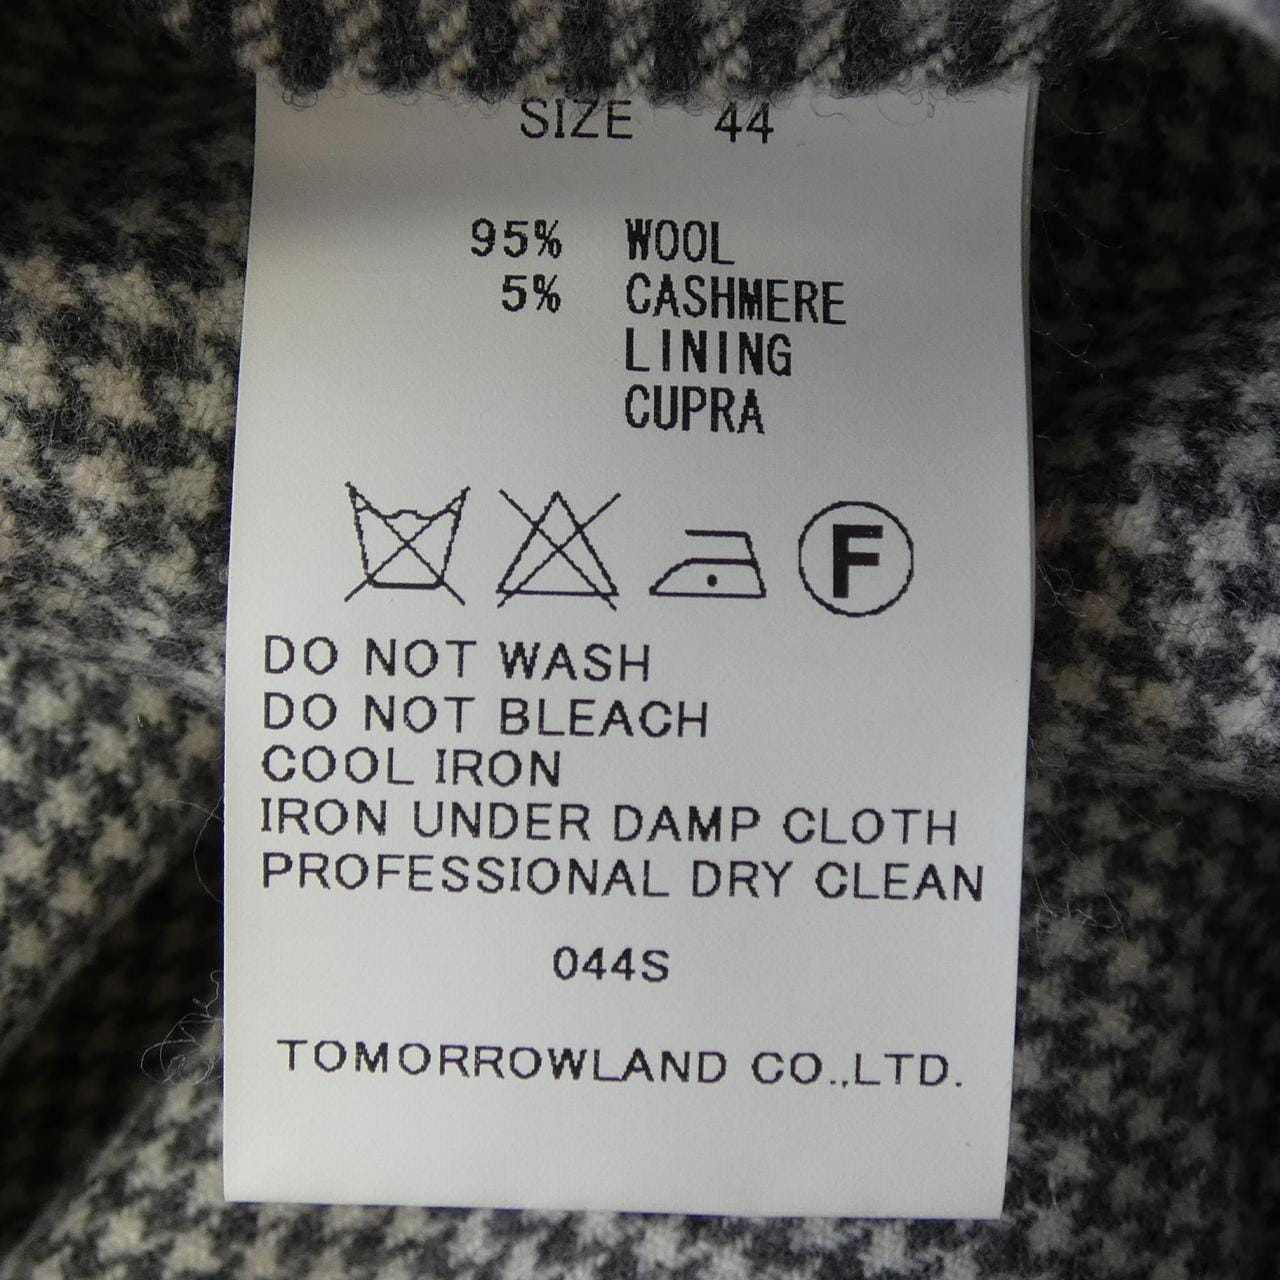 SIZE 44
95% WOOL
5% CASHMERE
LINING
CUPRA
F
DO NOT WASH
DO NOT BLEACH
COOL IRON
IRON UNDER DAMP CLOTH
PROFESSIONAL DRY CLEAN
044S
TOMORROWLAND CO.,LTD.